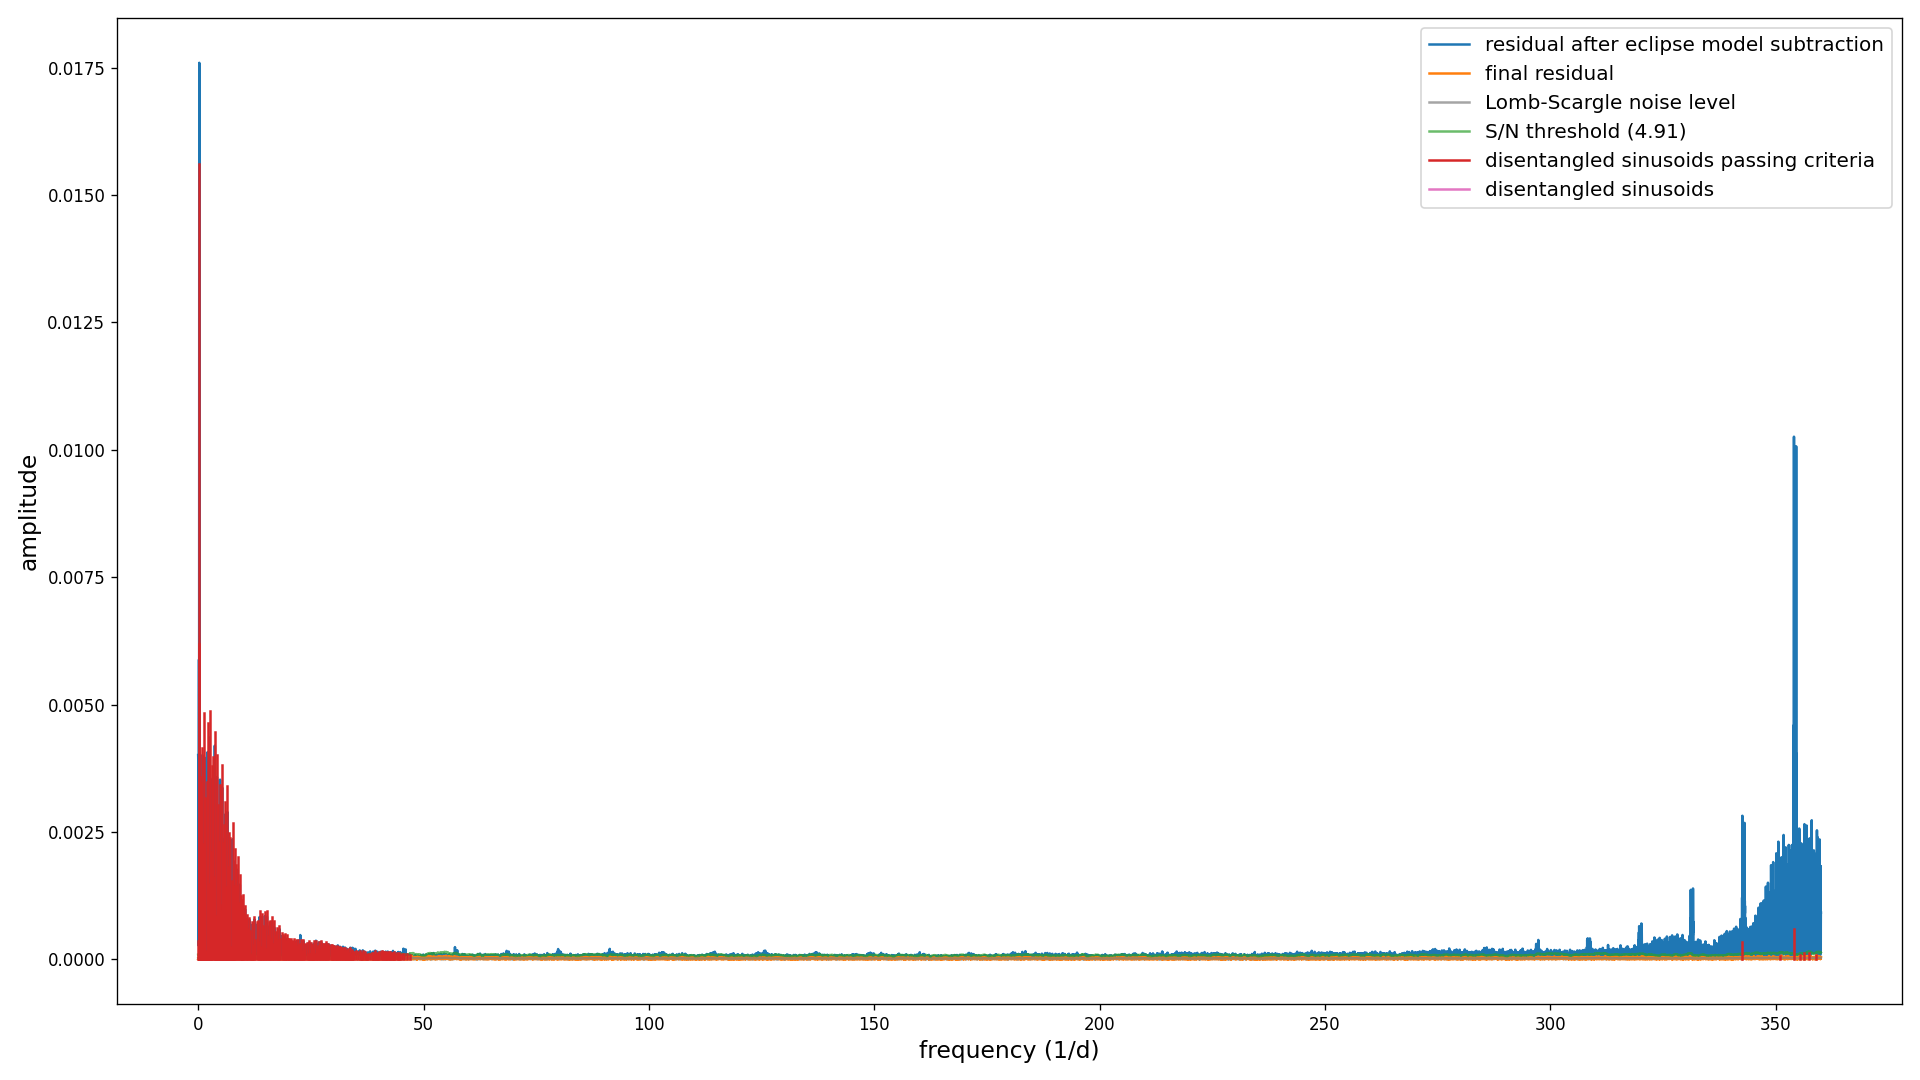 residual after eclipse model subtraction
final residual
Lomb-Scargle noise level
S/N threshold (4.91)
disentangled sinusoids passing criteria
disentangled sinusoids
0.0175
0.0150
0.0125
0.0100
0.0075
0.0050
0.0025
0.0000
amplitude
0 50 100 150 200 250 300 350
frequency (1/d)